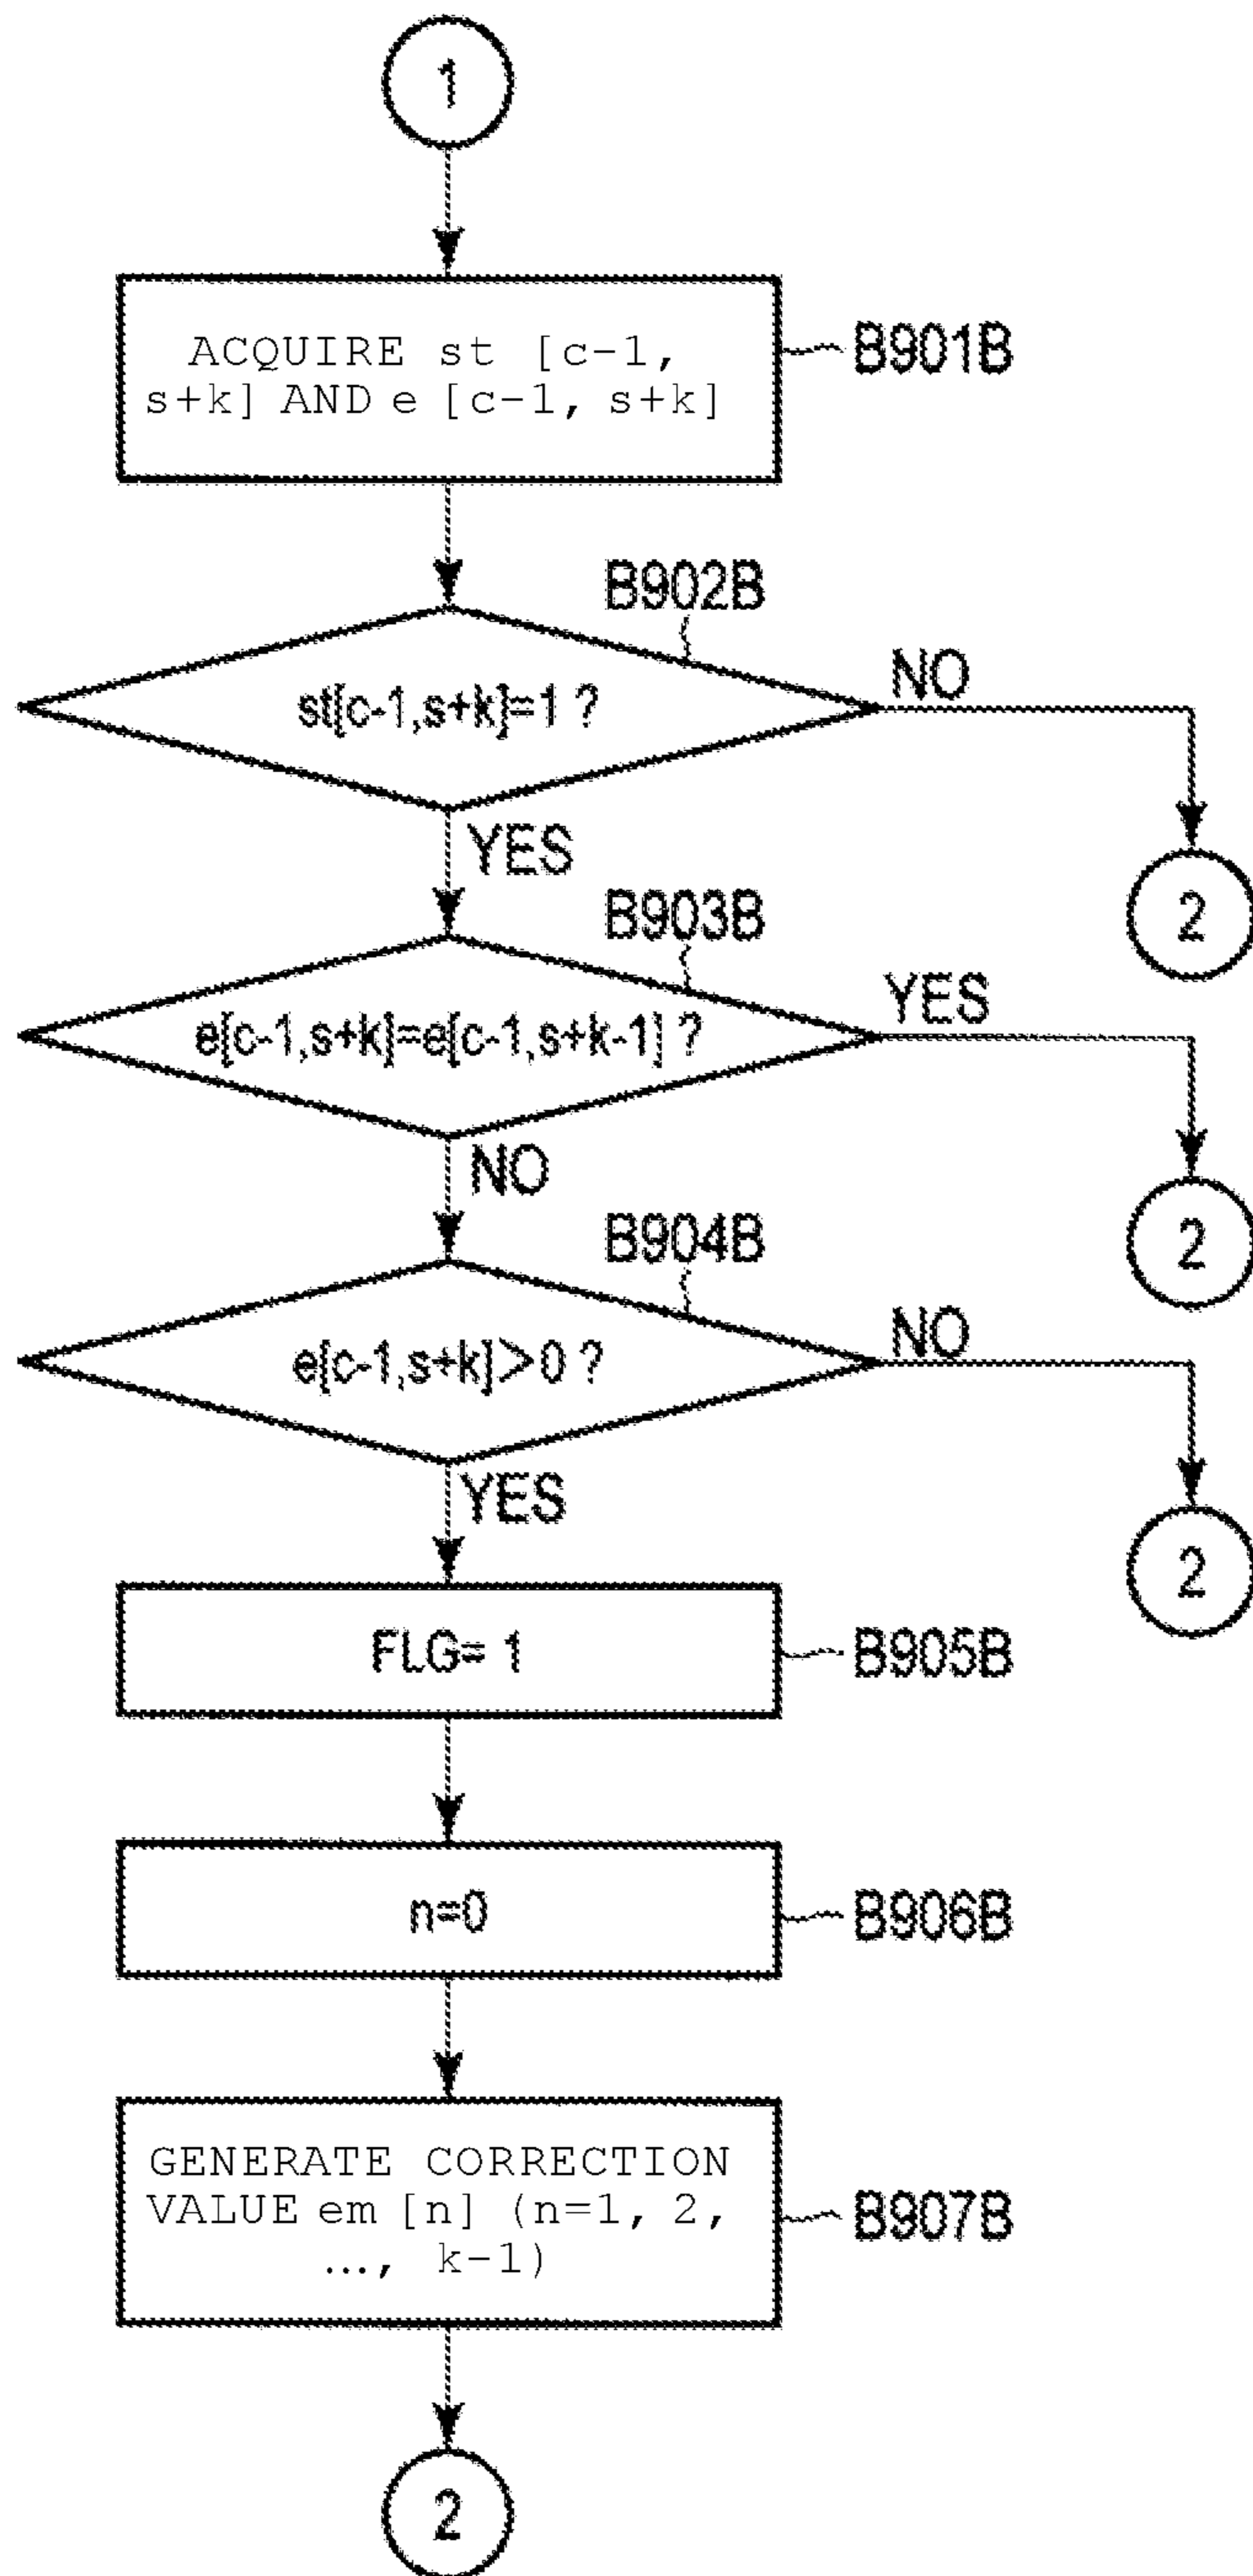 1
ACQUIRE st [c-1,
s+k] AND e [c-1, s+k]
B901B
B902B
st[c-1,s+k]=1 ?
NO
2
YES
B903B
e[c-1,s+k]=e[c-1,s+k-1] ?
YES
2
NO
B904B
e[c-1,s+k]>0 ?
NO
2
YES
FLG= 1
B905B
n=0
B906B
GENERATE CORRECTION
VALUE em [n] (n=1, 2,
..., k-1)
B907B
2